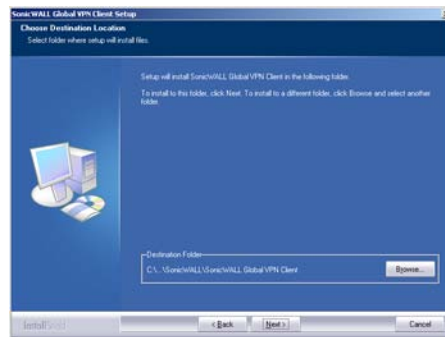 SonicWALL Global VPN Client Setup
Choose Destination Location
Select folder where setup will install files.
Setup will install SonicWALL Global VPN Client in the following folder.
To install to this folder, click Next. To install to a different folder, click Browse and select another
folder.
Destination Folder
C:\...\SonicWALL\SonicWALL Global VPN Client
Browse...
InstallShield
< Back
Next >
Cancel